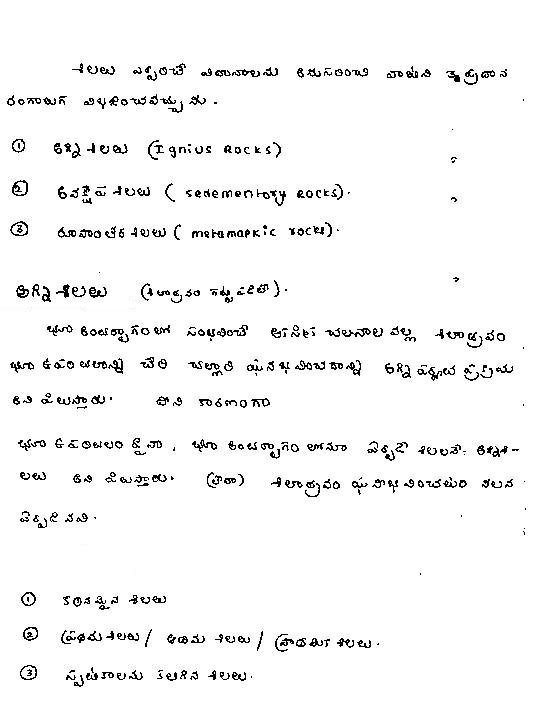 శిలలు ఏర్పడే విధానాలను అనుసరించి వాటిని త్రూ ప్రధాన
రంగాలుగ విభజించవచ్చును.
① అగ్ని శిలలు (Ignius Rocks)
② అవక్షేప శిలలు ( sedementory Rocks).
③ రూపాంతర శిలలు ( metamarkic rocks).
అగ్ని శిలలు (శిలాద్రవం గట్టి పడితే).
భూ అంతర్భాగంలో సంభవించే ఆకస్మిక చలనాల వల్ల శిలాద్రవం
భూ ఉపరితలాన్ని చేరి చల్లారి ఘనీభవించడాన్ని అగ్ని పర్వత ప్రక్రియ
అని పిలుస్తారు. దీని కారణంగా
భూ ఉపరితలం పైనా, భూ అంతర్భాగం లోనూ ఏర్పడే శిలలనే అగ్నిశి-
లలు అని పిలుస్తారు. (లేదా) శిలాద్రవం ఘనీభవించుట వలన
ఏర్పడినవి.
① కఠినమైన శిలలు
② ప్రథమ శిలలు / ఆదిమ శిలలు / ప్రాథమిక శిలలు.
③ స్ఫటికాలను కలిగిన శిలలు.